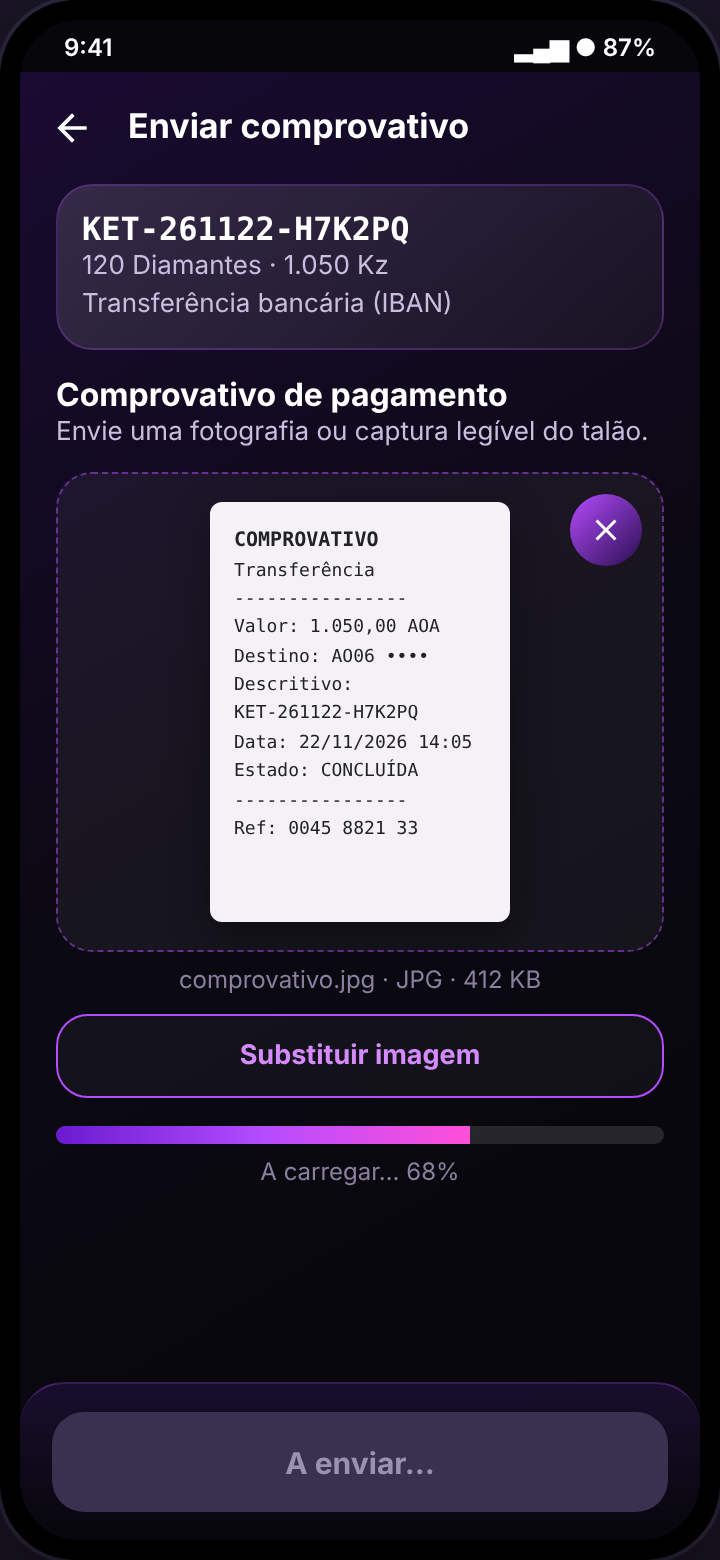 9:41
87%
Enviar comprovativo
KET-261122-H7K2PQ
120 Diamantes · 1.050 Kz
Transferência bancária (IBAN)
Comprovativo de pagamento
Envie uma fotografia ou captura legível do talão.
COMPROVATIVO
Transferência
----------------
Valor: 1.050,00 AOA
Destino: AO06 ••••
Descritivo:
KET-261122-H7K2PQ
Data: 22/11/2026 14:05
Estado: CONCLUÍDA
----------------
Ref: 0045 8821 33
comprovativo.jpg · JPG · 412 KB
Substituir imagem
A carregar... 68%
A enviar...